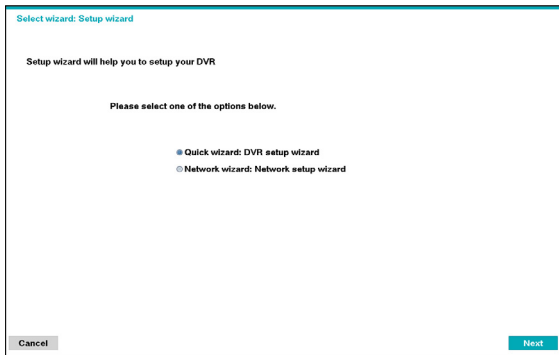 Select wizard: Setup wizard
Setup wizard will help you to setup your DVR
Please select one of the options below.
Quick wizard: DVR setup wizard
Network wizard: Network setup wizard
Cancel
Next